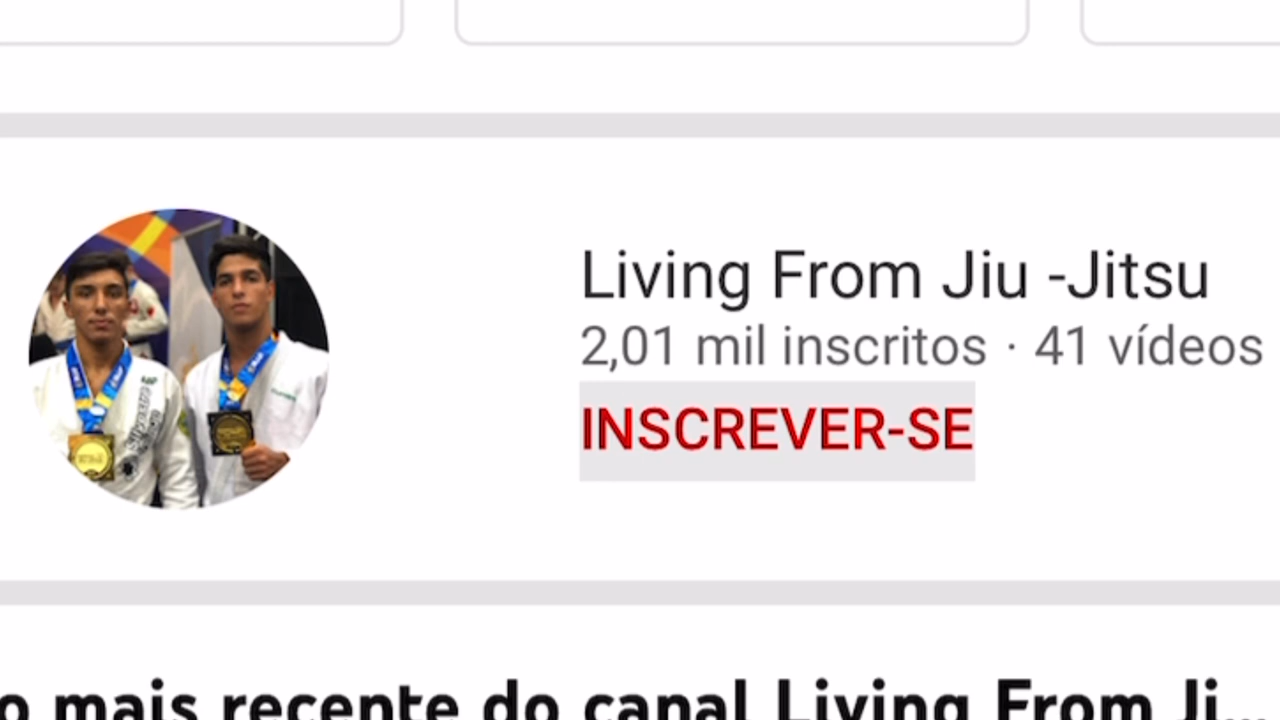 Living From Jiu -Jitsu
2,01 mil inscritos · 41 vídeos
INSCREVER-SE
o mais recente do canal Living From Ji...